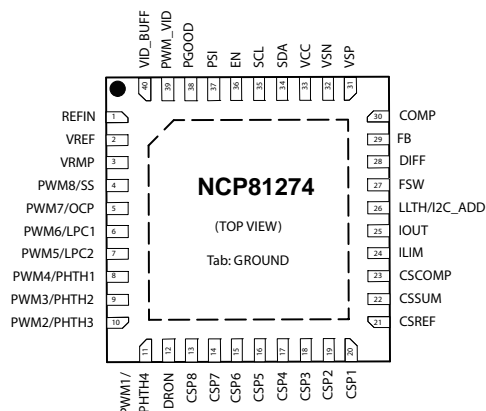 VID_BUFF
PWM_VID
PGOOD
PSI
EN
SCL
SDA
VCC
VSN
VSP
40
39
38
37
36
35
34
33
32
31
REFIN 1
VREF 2
VRMP 3
PWM8/SS 4
PWM7/OCP 5
PWM6/LPC1 6
PWM5/LPC2 7
PWM4/PHTH1 8
PWM3/PHTH2 9
PWM2/PHTH3 10
NCP81274
(TOP VIEW)
Tab: GROUND
30 COMP
29 FB
28 DIFF
27 FSW
26 LLTH/I2C_ADD
25 IOUT
24 ILIM
23 CSCOMP
22 CSSUM
21 CSREF
11
12
13
14
15
16
17
18
19
20
PWM1/
PHTH4
DRON
CSP8
CSP7
CSP6
CSP5
CSP4
CSP3
CSP2
CSP1